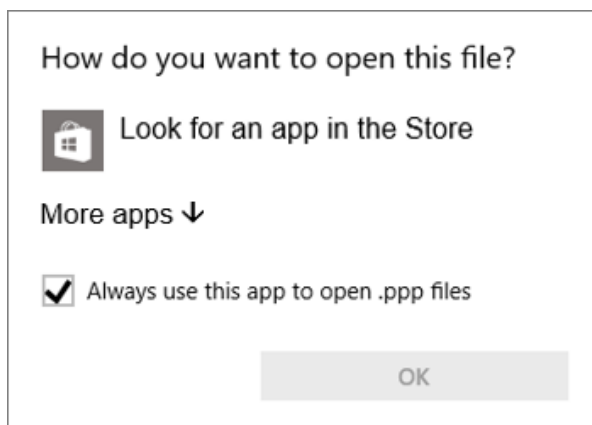 How do you want to open this file?
Look for an app in the Store
More apps ↓
Always use this app to open .ppp files
OK